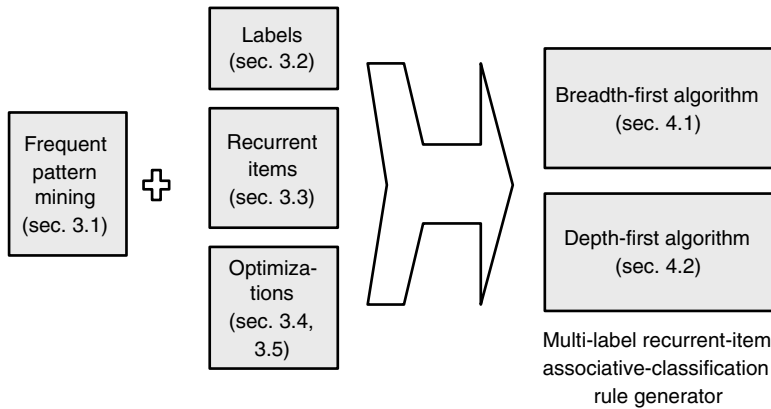 Frequent
pattern
mining
(sec. 3.1)
Labels
(sec. 3.2)
Recurrent
items
(sec. 3.3)
Optimiza-
tions
(sec. 3.4,
3.5)
Breadth-first algorithm
(sec. 4.1)
Depth-first algorithm
(sec. 4.2)
Multi-label recurrent-item
associative-classification
rule generator